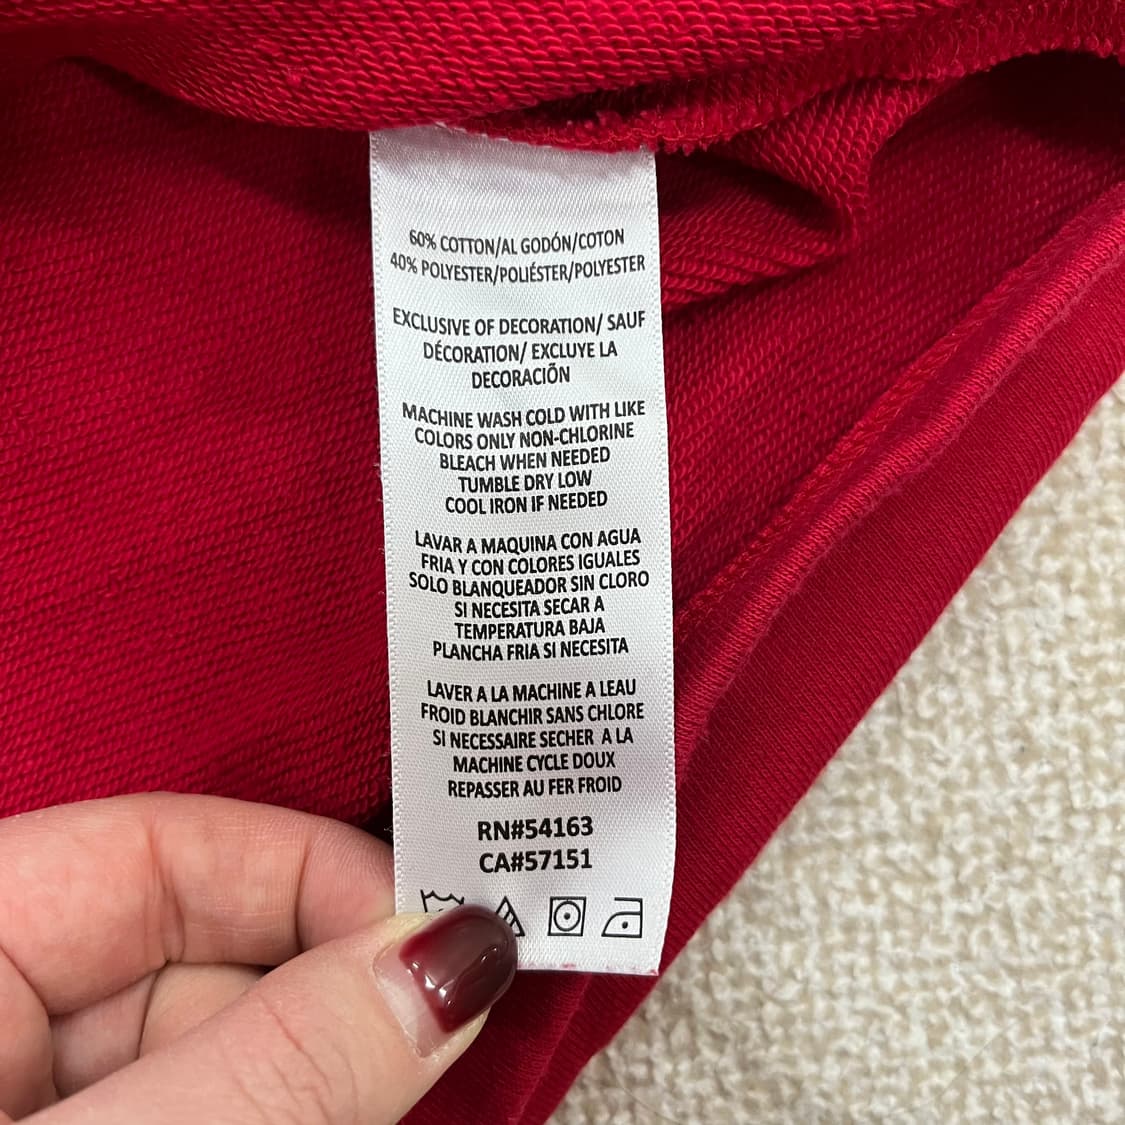 60% COTTON/AL GODÓN/COTON
40% POLYESTER/POLIÉSTER/POLYESTER
EXCLUSIVE OF DECORATION/ SAUF
DÉCORATION/ EXCLUYE LA
DECORACIÕN
MACHINE WASH COLD WITH LIKE
COLORS ONLY NON-CHLORINE
BLEACH WHEN NEEDED
TUMBLE DRY LOW
COOL IRON IF NEEDED
LAVAR A MAQUINA CON AGUA
FRIA Y CON COLORES IGUALES
SOLO BLANQUEADOR SIN CLORO
SI NECESITA SECAR A
TEMPERATURA BAJA
PLANCHA FRIA SI NECESITA
LAVER A LA MACHINE A LEAU
FROID BLANCHIR SANS CHLORE
SI NECESSAIRE SECHER A LA
MACHINE CYCLE DOUX
REPASSER AU FER FROID
RN#54163
CA#57151